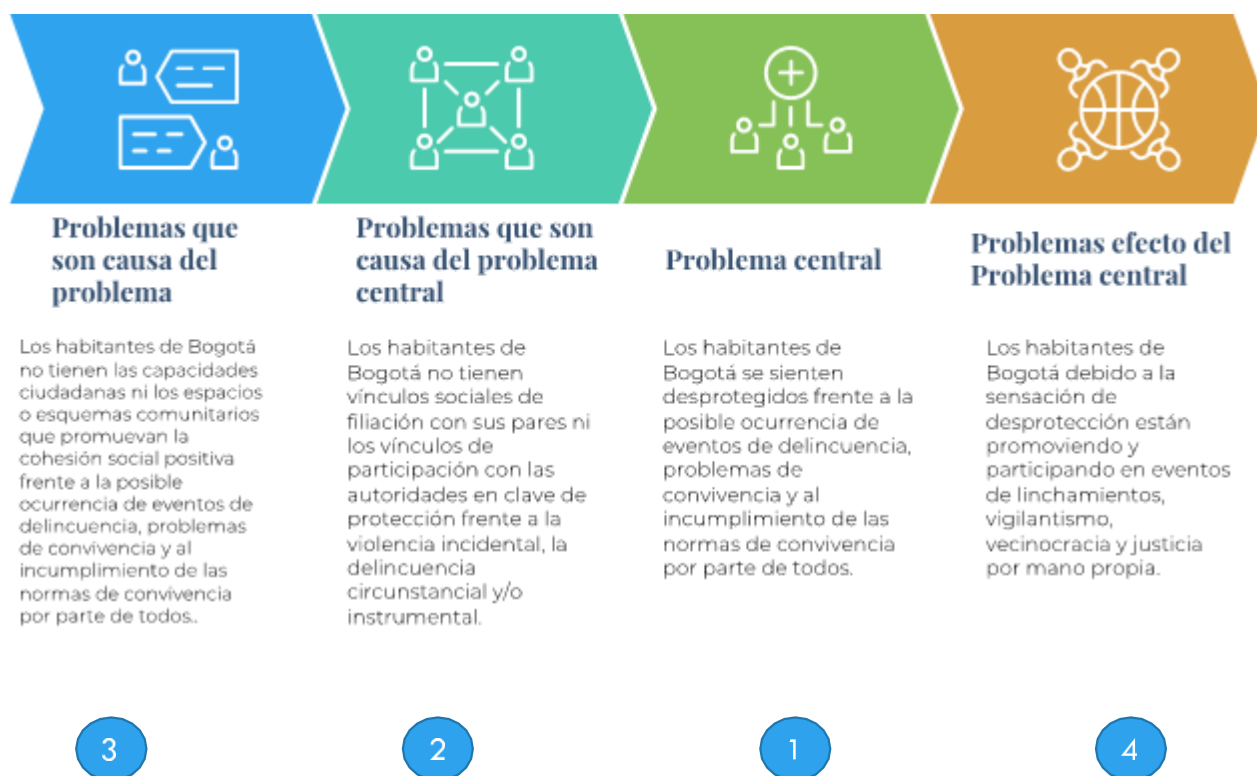 Problemas que
son causa del
problema
Los habitantes de Bogotá
no tienen las capacidades
ciudadanas ni los espacios
o esquemas comunitarios
que promuevan la
cohesión social positiva
frente a la posible
ocurrencia de eventos de
delincuencia, problemas
de convivencia y al
incumplimiento de las
normas de convivencia
por parte de todos..
3
Problemas que son
causa del problema
central
Los habitantes de
Bogotá no tienen
vínculos sociales de
filiación con sus pares ni
los vínculos de
participación con las
autoridades en clave de
protección frente a la
violencia incidental, la
delincuencia
circunstancial y/o
instrumental.
2
Problema central
Los habitantes de
Bogotá se sienten
desprotegidos frente a la
posible ocurrencia de
eventos de delincuencia,
problemas de
convivencia y al
incumplimiento de las
normas de convivencia
por parte de todos.
1
Problemas efecto del
Problema central
Los habitantes de
Bogotá debido a la
sensación de
desprotección están
promoviendo y
participando en eventos
de linchamientos,
vigilantismo,
vecinocracia y justicia
por mano propia.
4